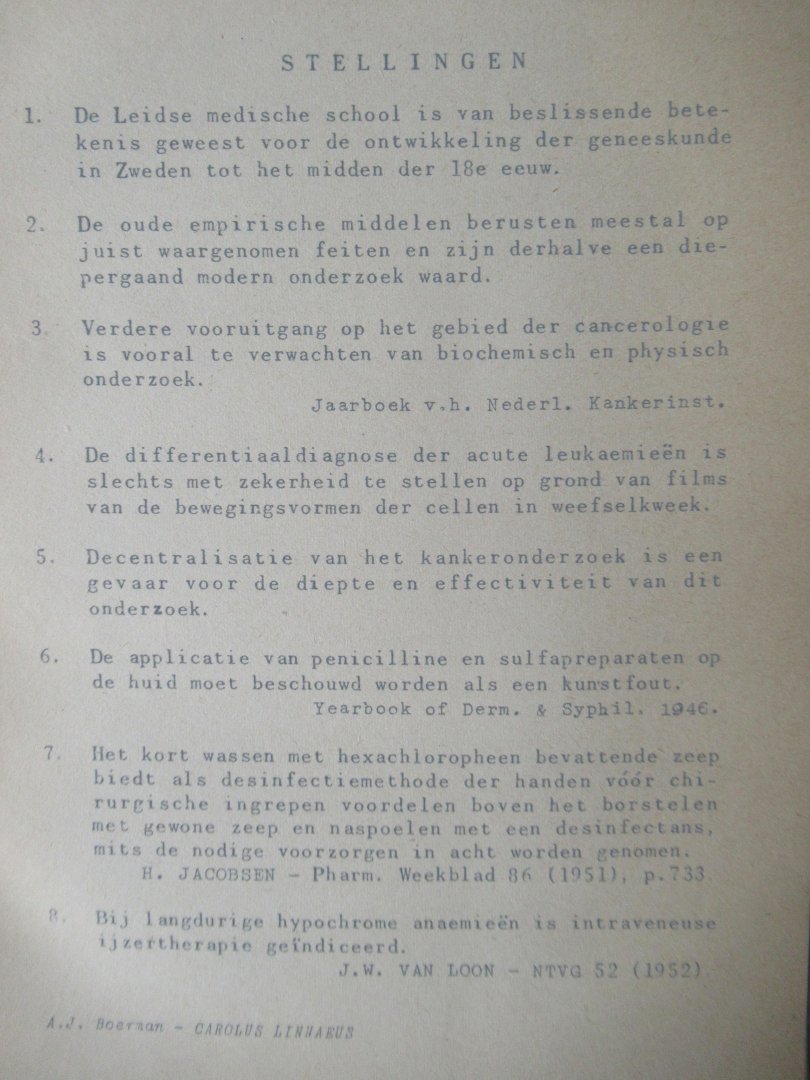 STELLINGEN
1. De Leidse medische school is van beslissende bete-
kenis geweest voor de ontwikkeling der geneeskunde
in Zweden tot het midden der 18e eeuw.
2. De oude empirische middelen berusten meestal op
juist waargenomen feiten en zijn derhalve een die-
pergaand modern onderzoek waard.
3. Verdere vooruitgang op het gebied der cancerologie
is vooral te verwachten van biochemisch en physisch
onderzoek.
Jaarboek v.h. Nederl. Kankerinst.
4. De differentiaaldiagnose der acute leukaemieën is
slechts met zekerheid te stellen op grond van films
van de bewegingsvormen der cellen in weefselkweek.
5. Decentralisatie van het kankeronderzoek is een
gevaar voor de diepte en effectiviteit van dit
onderzoek.
6. De applicatie van penicilline en sulfapreparaten op
de huid moet beschouwd worden als een kunstfout.
Yearbook of Derm. & Syphil. 1946.
7. Het kort wassen met hexachloropheen bevattende zeep
biedt als desinfectiemethode der handen vóór chi-
rurgische ingrepen voordelen boven het borstelen
met gewone zeep en naspoelen met een desinfectans,
mits de nodige voorzorgen in acht worden genomen.
H. JACOBSEN - Pharm. Weekblad 86 (1951), p.733
8. Bij langdurige hypochrome anaemieën is intraveneuse
ijzertherapie geïndiceerd.
J.W. VAN LOON - NTVG 52 (1952)
A.J. Boerman - CAROLUS LINNAEUS